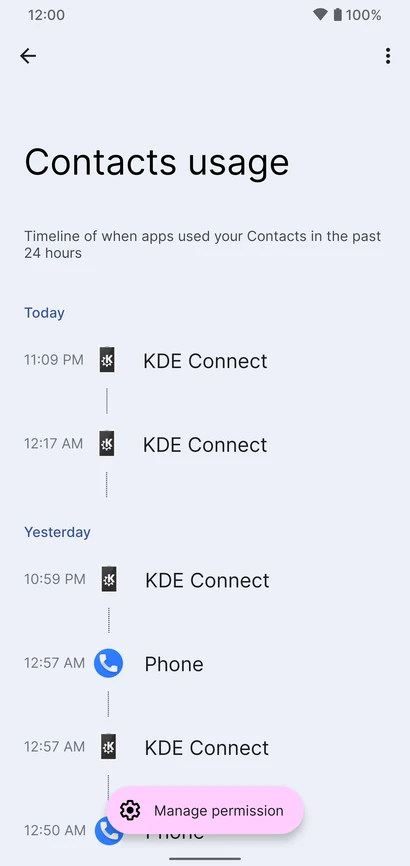 12:00 100%
Contacts usage
Timeline of when apps used your Contacts in the past
24 hours
Today
11:09 PM KDE Connect
12:17 AM KDE Connect
Yesterday
10:59 PM KDE Connect
12:57 AM Phone
12:57 AM KDE Connect
Manage permission
12:50 AM Phone